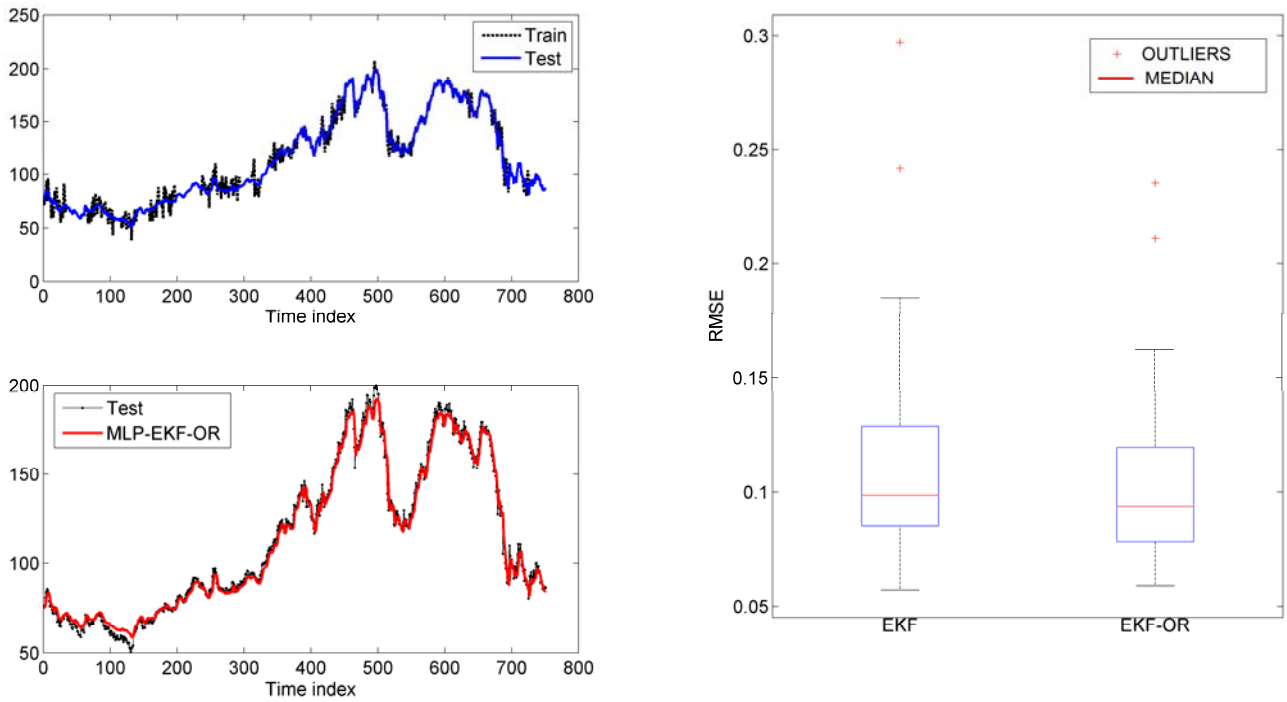 250
200
150
100
50
0
Train
Test
0 100 200 300 400 500 600 700 800
Time index
200
150
100
50
Test
MLP-EKF-OR
0 100 200 300 400 500 600 700 800
Time index
RMSE
0.3
0.25
0.2
0.15
0.1
0.05
OUTLIERS
MEDIAN
EKF EKF-OR